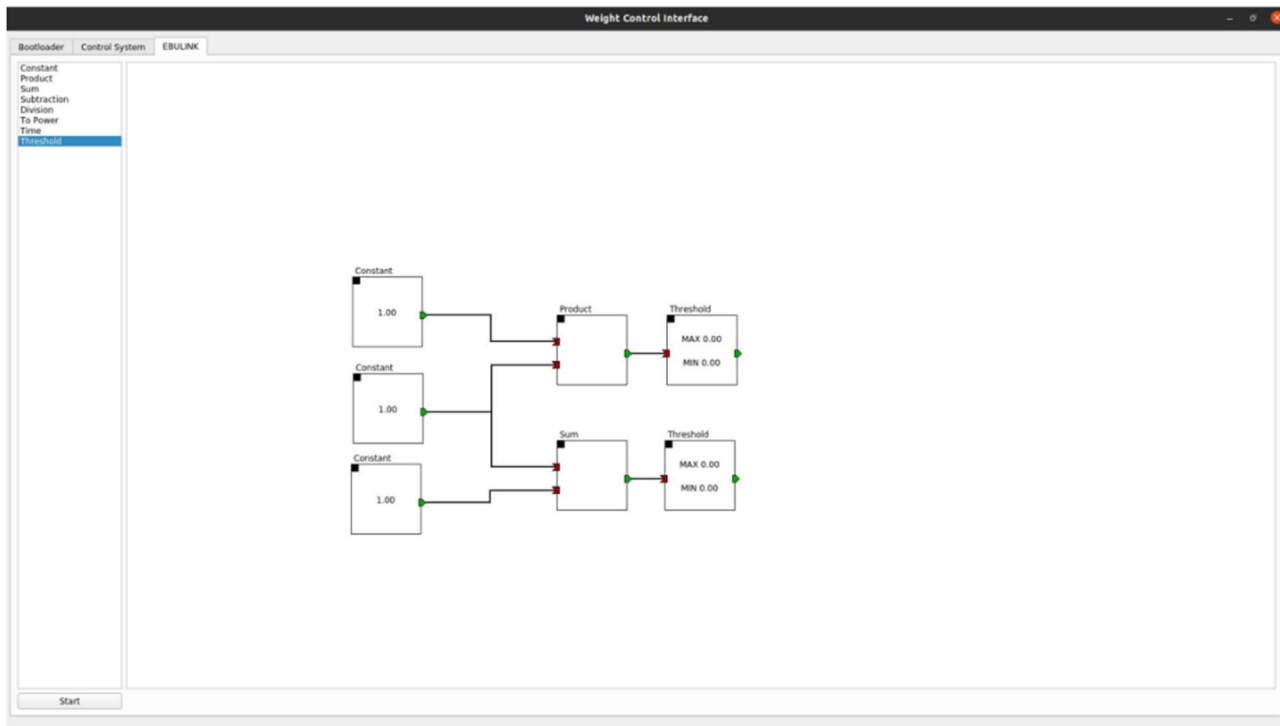 Weight Control Interface
Bootloader Control System EBULINK
Constant
Product
Sum
Subtraction
Division
To Power
Time
Threshold
Constant
1.00
Product
Threshold
MAX 0.00
MIN 0.00
Constant
1.00
Sum
Threshold
MAX 0.00
MIN 0.00
Constant
1.00
Start